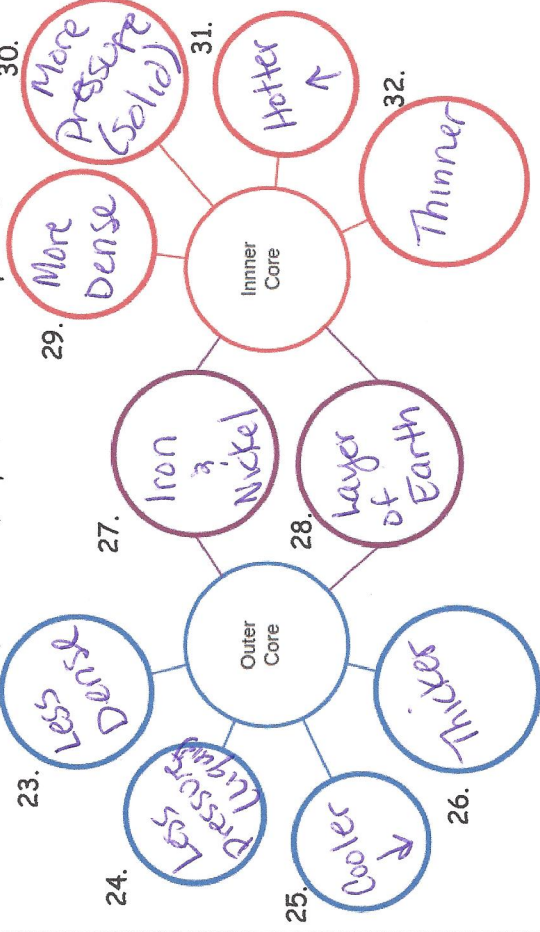 23.
Less
Dense
24.
Less
Pressure
(liquid)
25.
Cooler
↓
26.
Thicker
Outer
Core
27.
Iron
&
Nickel
28.
Layer
of
Earth
Innner
Core
29.
More
Dense
30.
More
Pressure
(Solid)
31.
Hotter
↑
32.
Thinner